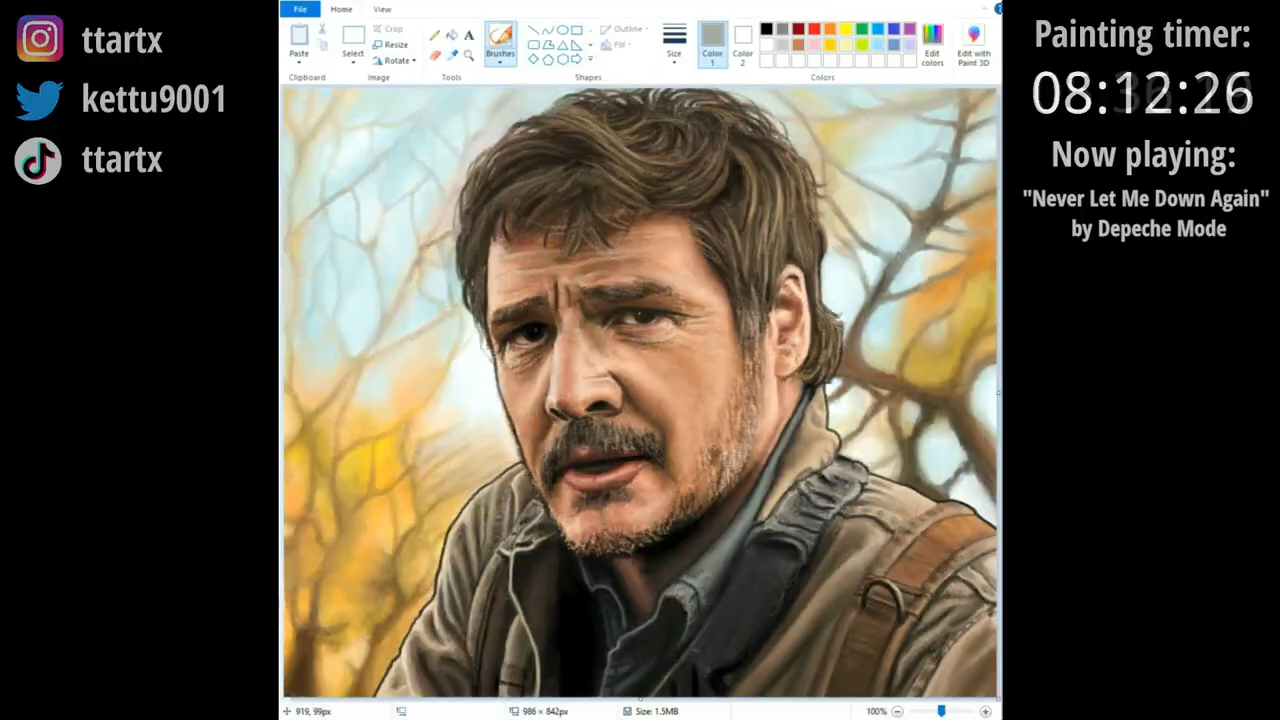 ttartx
kettu9001
ttartx
File
Home
View
Paste
Clipboard
Select
Crop
Resize
Rotate
Image
A
Tools
Brushes
Outline
Fill
Shapes
Size
Color
1
Color
2
Edit
colors
Edit with
Paint 3D
Colors
919, 99px
986 × 842px
Size: 1.5MB
100%
Painting timer:
08:12:26
Now playing:
"Never Let Me Down Again"
by Depeche Mode